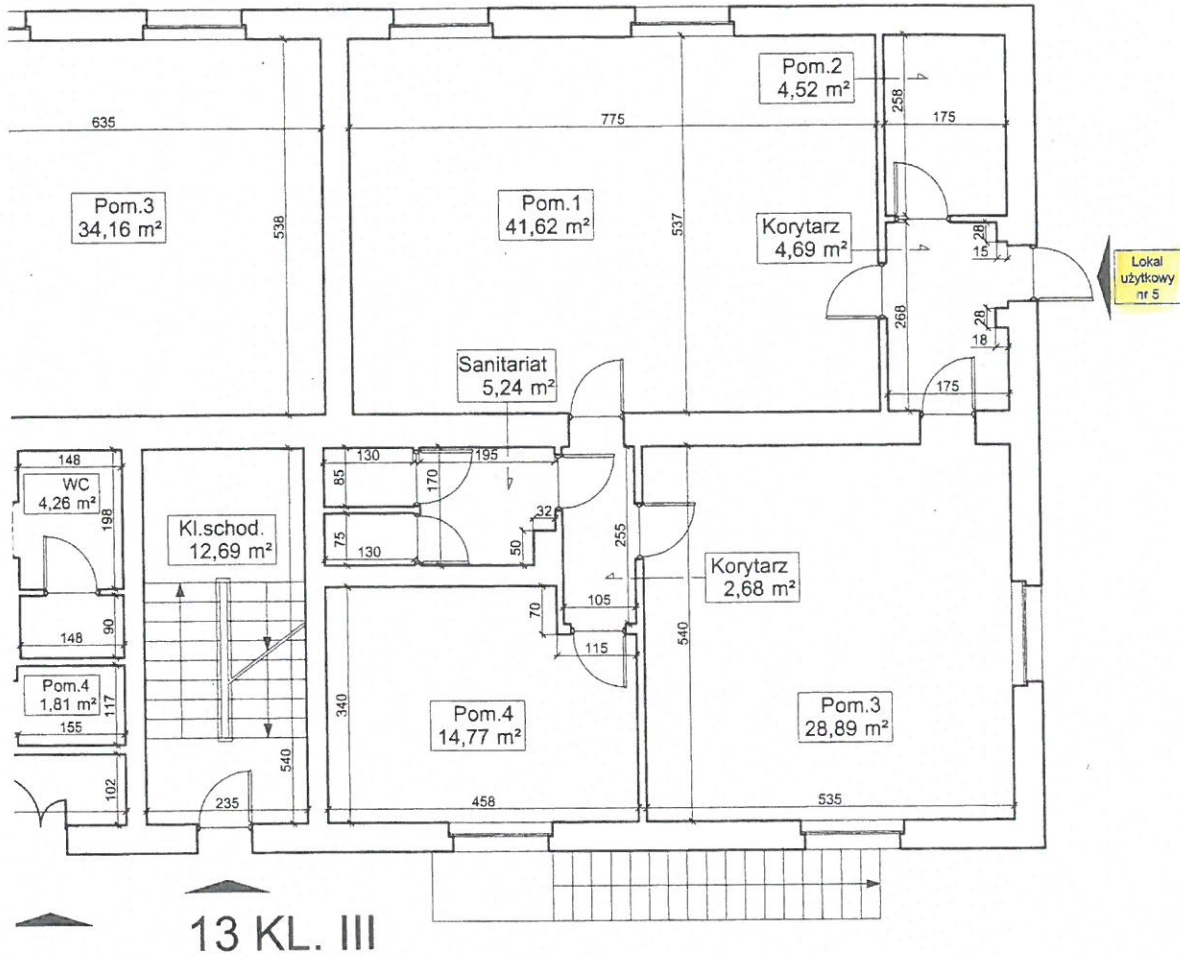 Pom.2
4,52 m²
258
175
635
775
538
537
Pom.3
34,16 m²
Pom.1
41,62 m²
Korytarz
4,69 m²
28
15
Lokal
użytkowy
nr 5
268
28
18
175
Sanitariat
5,24 m²
148
WC
4,26 m²
198
130
195
85
170
32
75
130
50
255
Kl.schod.
12,69 m²
Korytarz
2,68 m²
90
148
70
105
115
540
Pom.4
1,81 m²
117
155
340
Pom.4
14,77 m²
Pom.3
28,89 m²
540
102
235
458
535
13 KL. III